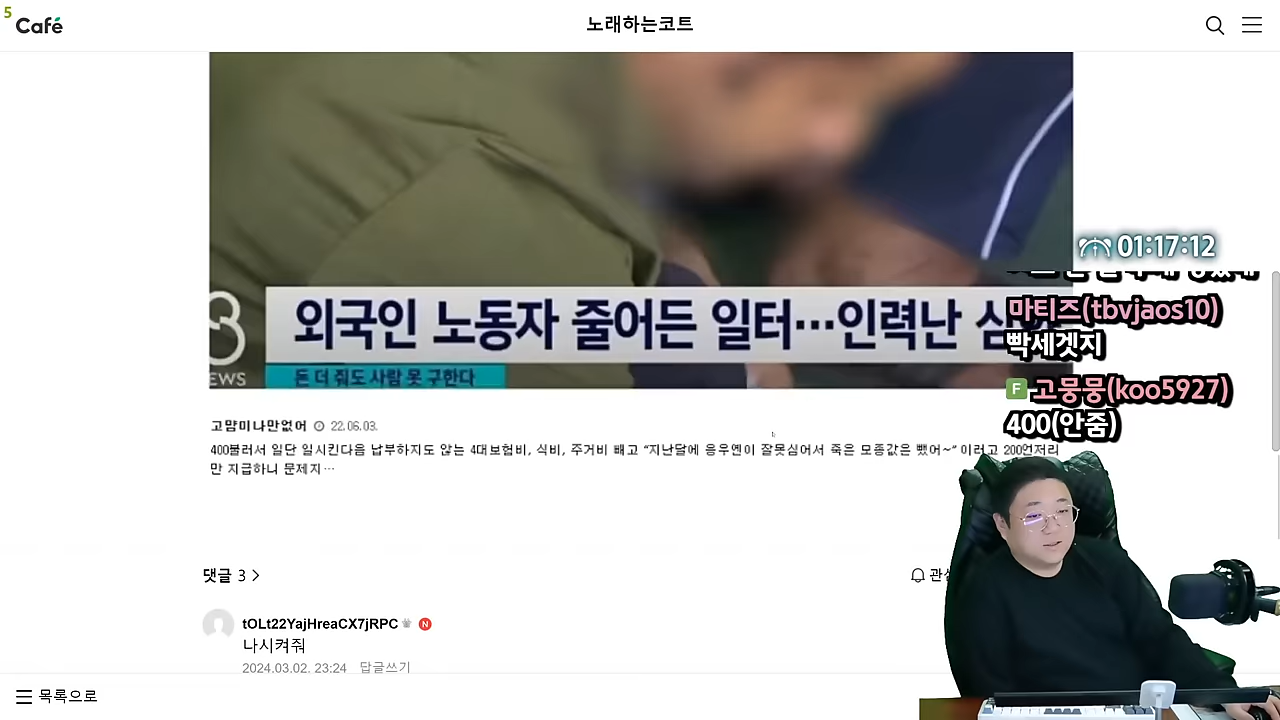 5
Café
노래하는코트
01:17:12
마티즈(tbvjaos10)
빡세겟지
F 고뭉뭉(koo5927)
400(안줌)
외국인 노동자 줄어든 일터…인력난
EWS
돈 더 줘도 사람 못 구한다
고먐미나만없어 22.06.03.
400불러서 일단 일시킨다음 납부하지도 않는 4대보험비, 식비, 주거비 빼고 “지난달에 응우옌이 잘못심어서 죽은 모종값은 뺐어~” 이러고 200언저리
만 지급하니 문제지…
댓글 3
tOLt22YajHreaCX7jRPC N
나시켜줘
2024.03.02. 23:24 답글쓰기
목록으로